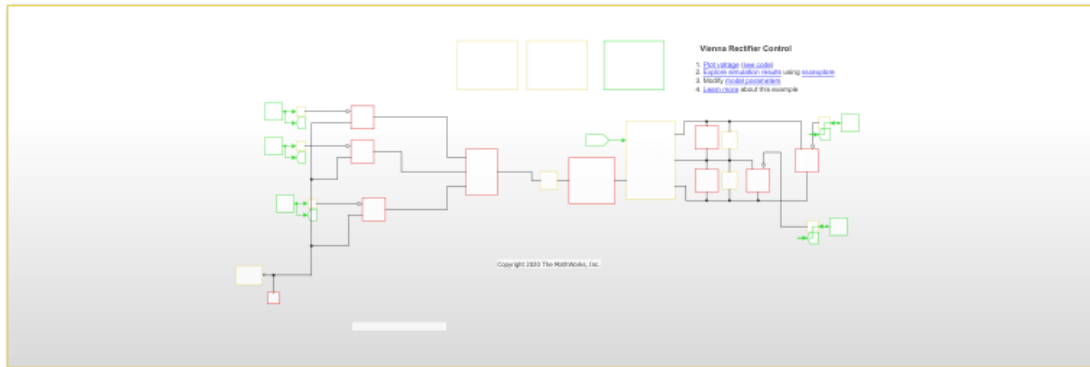 Vienna Rectifier Control
1. Plot voltage (see code)
2. Explore simulation results using sscexplore
3. Modify model parameters
4. Learn more about this example
Copyright 2020 The MathWorks, Inc.